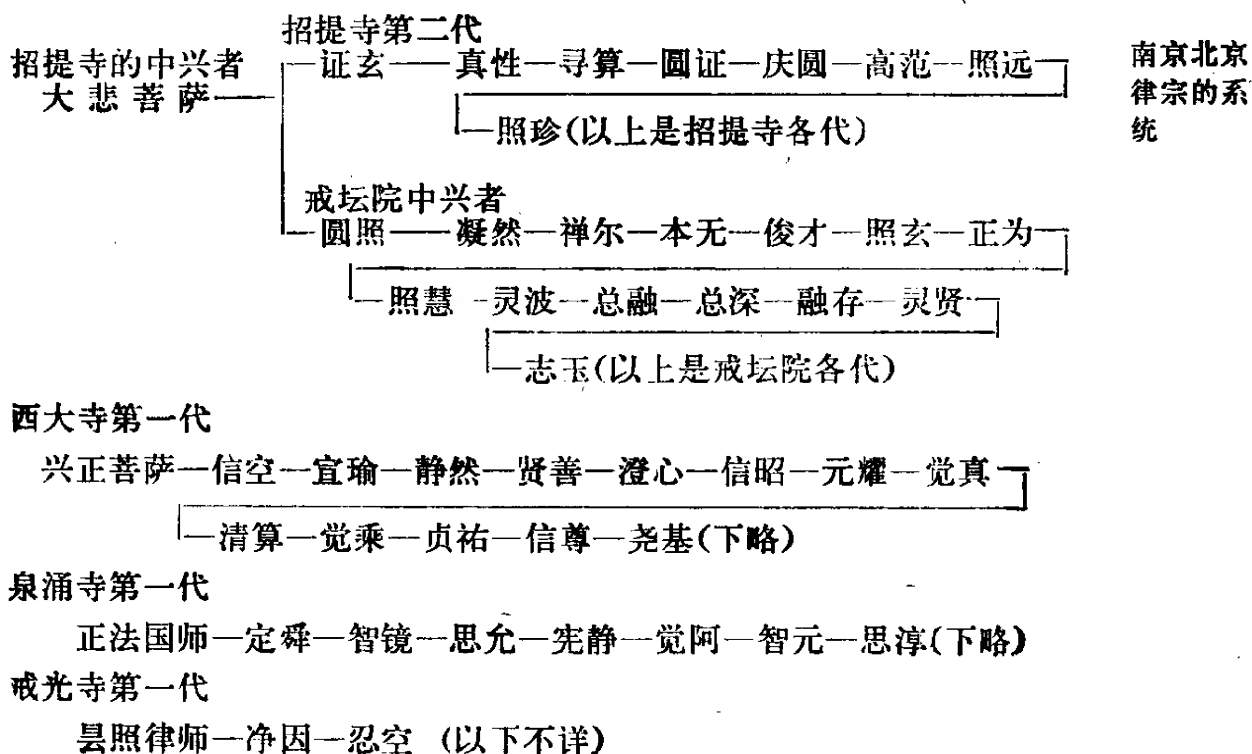 招提寺第二代
招提寺的中兴者
大悲菩萨—
—证玄——真性—寻算—圆证—庆圆—高范—照远—
—照珍(以上是招提寺各代)
戒坛院中兴者
—圆照——凝然—禅尔—本无—俊才—照玄—正为—
—照慧-灵波—总融—总深—融存—灵贤—
—志玉(以上是戒坛院各代)
南京北京
律宗的系
统
西大寺第一代
兴正菩萨—信空—宣瑜—静然—贤善—澄心—信昭—元耀—觉真—
—清算—觉乘—贞祐—信尊—尧基(下略)
泉涌寺第一代
正法国师—定舜—智镜—思允—宪静—觉阿—智元—思淳(下略)
戒光寺第一代
昙照律师—净因—忍空 (以下不详)